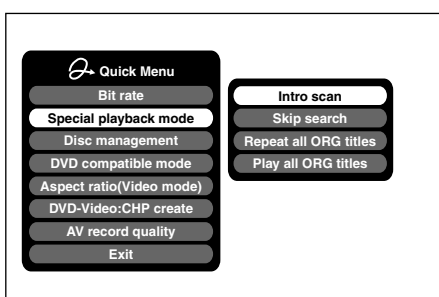 Quick Menu
Bit rate
Special playback mode
Disc management
DVD compatible mode
Aspect ratio(Video mode)
DVD-Video:CHP create
AV record quality
Exit
Intro scan
Skip search
Repeat all ORG titles
Play all ORG titles